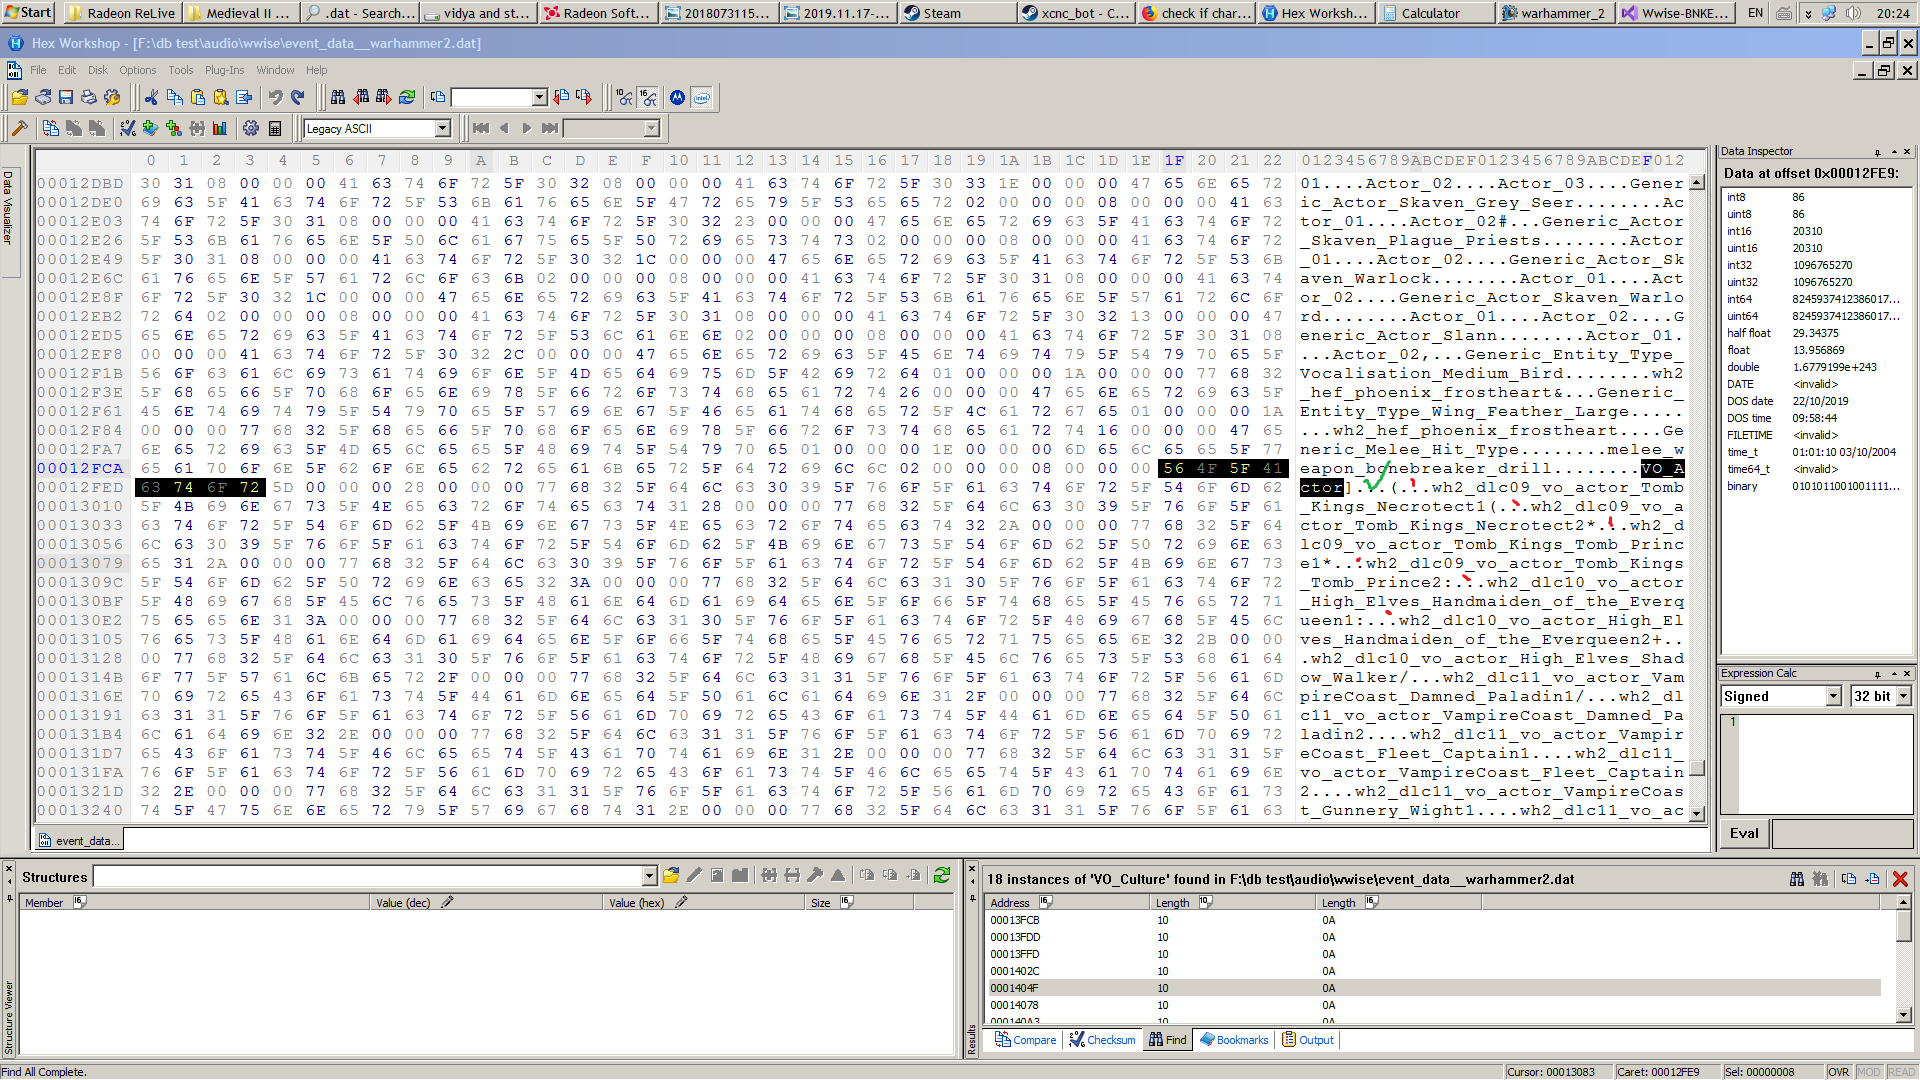 Start
Radeon ReLive
Medieval II ...
.dat - Search...
vidya and st...
Radeon Soft...
2018073115...
2019.11.17-...
Steam
xcnc_bot - C...
check if char...
Hex Worksh...
Calculator
warhammer_2
Wwise-BNKE...
EN
20:24
Hex Workshop - [F:\db test\audio\wwise\event_data__warhammer2.dat]
File Edit Disk Options Tools Plug-Ins Window Help
Legacy ASCII
Data Visualizer
0 1 2 3 4 5 6 7 8 9 A B C D E F 10 11 12 13 14 15 16 17 18 19 1A 1B 1C 1D 1E 1F 20 21 22 0123456789ABCDEF0123456789ABCDEF012
00012DBD 30 31 08 00 00 00 41 63 74 6F 72 5F 30 32 08 00 00 00 41 63 74 6F 72 5F 30 33 1E 00 00 00 47 65 6E 65 72 01....Actor_02....Actor_03....Gener
00012DE0 69 63 5F 41 63 74 6F 72 5F 53 6B 61 76 65 6E 5F 47 72 65 79 5F 53 65 65 72 02 00 00 00 08 00 00 00 41 63 ic_Actor_Skaven_Grey_Seer........Ac
00012E03 74 6F 72 5F 30 31 08 00 00 00 41 63 74 6F 72 5F 30 32 23 00 00 00 47 65 6E 65 72 69 63 5F 41 63 74 6F 72 tor_01....Actor_02#...Generic_Actor
00012E26 5F 53 6B 61 76 65 6E 5F 50 6C 61 67 75 65 5F 50 72 69 65 73 74 73 02 00 00 00 08 00 00 00 41 63 74 6F 72 _Skaven_Plague_Priests........Actor
00012E49 5F 30 31 08 00 00 00 41 63 74 6F 72 5F 30 32 1C 00 00 00 47 65 6E 65 72 69 63 5F 41 63 74 6F 72 5F 53 6B _01....Actor_02....Generic_Actor_Sk
00012E6C 61 76 65 6E 5F 57 61 72 6C 6F 63 6B 02 00 00 00 08 00 00 00 41 63 74 6F 72 5F 30 31 08 00 00 00 41 63 74 aven_Warlock........Actor_01....Act
00012E8F 6F 72 5F 30 32 1C 00 00 00 47 65 6E 65 72 69 63 5F 41 63 74 6F 72 5F 53 6B 61 76 65 6E 5F 57 61 72 6C 6F or_02....Generic_Actor_Skaven_Warlo
00012EB2 72 64 02 00 00 00 08 00 00 00 41 63 74 6F 72 5F 30 31 08 00 00 00 41 63 74 6F 72 5F 30 32 13 00 00 00 47 rd........Actor_01....Actor_02....G
00012ED5 65 6E 65 72 69 63 5F 41 63 74 6F 72 5F 53 6C 61 6E 6E 02 00 00 00 08 00 00 00 41 63 74 6F 72 5F 30 31 08 eneric_Actor_Slann........Actor_01.
00012EF8 00 00 00 41 63 74 6F 72 5F 30 32 2C 00 00 00 47 65 6E 65 72 69 63 5F 45 6E 74 69 74 79 5F 54 79 70 65 5F ...Actor_02,...Generic_Entity_Type_
00012F1B 56 6F 63 61 6C 69 73 61 74 69 6F 6E 5F 4D 65 64 69 75 6D 5F 42 69 72 64 01 00 00 00 1A 00 00 00 77 68 32 Vocalisation_Medium_Bird........wh2
00012F3E 5F 68 65 66 5F 70 68 6F 65 6E 69 78 5F 66 72 6F 73 74 68 65 61 72 74 26 00 00 00 47 65 6E 65 72 69 63 5F _hef_phoenix_frostheart&...Generic_
00012F61 45 6E 74 69 74 79 5F 54 79 70 65 5F 57 69 6E 67 5F 46 65 61 74 68 65 72 5F 4C 61 72 67 65 01 00 00 00 1A Entity_Type_Wing_Feather_Large.....
00012F84 00 00 00 77 68 32 5F 68 65 66 5F 70 68 6F 65 6E 69 78 5F 66 72 6F 73 74 68 65 61 72 74 16 00 00 00 47 65 ...wh2_hef_phoenix_frostheart....Ge
00012FA7 6E 65 72 69 63 5F 4D 65 6C 65 65 5F 48 69 74 5F 54 79 70 65 01 00 00 00 1E 00 00 00 6D 65 6C 65 65 5F 77 neric_Melee_Hit_Type........melee_w
00012FCA 65 61 70 6F 6E 5F 62 6F 6E 65 62 72 65 61 6B 65 72 5F 64 72 69 6C 6C 02 00 00 00 08 00 00 00 56 4F 5F 41 eapon_bonebreaker_drill........VO_A
00012FED 63 74 6F 72 5D 00 00 00 28 00 00 00 77 68 32 5F 64 6C 63 30 39 5F 76 6F 5F 61 63 74 6F 72 5F 54 6F 6D 62 ctor]...(...wh2_dlc09_vo_actor_Tomb
00013010 5F 4B 69 6E 67 73 5F 4E 65 63 72 6F 74 65 63 74 31 28 00 00 00 77 68 32 5F 64 6C 63 30 39 5F 76 6F 5F 61 _Kings_Necrotect1(...wh2_dlc09_vo_a
00013033 63 74 6F 72 5F 54 6F 6D 62 5F 4B 69 6E 67 73 5F 4E 65 63 72 6F 74 65 63 74 32 2A 00 00 00 77 68 32 5F 64 ctor_Tomb_Kings_Necrotect2*...wh2_d
00013056 6C 63 30 39 5F 76 6F 5F 61 63 74 6F 72 5F 54 6F 6D 62 5F 4B 69 6E 67 73 5F 54 6F 6D 62 5F 50 72 69 6E 63 lc09_vo_actor_Tomb_Kings_Tomb_Princ
00013079 65 31 2A 00 00 00 77 68 32 5F 64 6C 63 30 39 5F 76 6F 5F 61 63 74 6F 72 5F 54 6F 6D 62 5F 4B 69 6E 67 73 e1*...wh2_dlc09_vo_actor_Tomb_Kings
0001309C 5F 54 6F 6D 62 5F 50 72 69 6E 63 65 32 3A 00 00 00 77 68 32 5F 64 6C 63 31 30 5F 76 6F 5F 61 63 74 6F 72 _Tomb_Prince2:...wh2_dlc10_vo_actor
000130BF 5F 48 69 67 68 5F 45 6C 76 65 73 5F 48 61 6E 64 6D 61 69 64 65 6E 5F 6F 66 5F 74 68 65 5F 45 76 65 72 71 _High_Elves_Handmaiden_of_the_Everq
000130E2 75 65 65 6E 31 3A 00 00 00 77 68 32 5F 64 6C 63 31 30 5F 76 6F 5F 61 63 74 6F 72 5F 48 69 67 68 5F 45 6C ueen1:...wh2_dlc10_vo_actor_High_El
00013105 76 65 73 5F 48 61 6E 64 6D 61 69 64 65 6E 5F 6F 66 5F 74 68 65 5F 45 76 65 72 71 75 65 65 6E 32 2B 00 00 ves_Handmaiden_of_the_Everqueen2+..
00013128 00 77 68 32 5F 64 6C 63 31 30 5F 76 6F 5F 61 63 74 6F 72 5F 48 69 67 68 5F 45 6C 76 65 73 5F 53 68 61 64 .wh2_dlc10_vo_actor_High_Elves_Shad
0001314B 6F 77 5F 57 61 6C 6B 65 72 2F 00 00 00 77 68 32 5F 64 6C 63 31 31 5F 76 6F 5F 61 63 74 6F 72 5F 56 61 6D ow_Walker/...wh2_dlc11_vo_actor_Vam
0001316E 70 69 72 65 43 6F 61 73 74 5F 44 61 6D 6E 65 64 5F 50 61 6C 61 64 69 6E 31 2F 00 00 00 77 68 32 5F 64 6C pireCoast_Damned_Paladin1/...wh2_dl
00013191 63 31 31 5F 76 6F 5F 61 63 74 6F 72 5F 56 61 6D 70 69 72 65 43 6F 61 73 74 5F 44 61 6D 6E 65 64 5F 50 61 c11_vo_actor_VampireCoast_Damned_Pa
000131B4 6C 61 64 69 6E 32 2E 00 00 00 77 68 32 5F 64 6C 63 31 31 5F 76 6F 5F 61 63 74 6F 72 5F 56 61 6D 70 69 72 ladin2....wh2_dlc11_vo_actor_Vampir
000131D7 65 43 6F 61 73 74 5F 46 6C 65 65 74 5F 43 61 70 74 61 69 6E 31 2E 00 00 00 77 68 32 5F 64 6C 63 31 31 5F eCoast_Fleet_Captain1....wh2_dlc11_
000131FA 76 6F 5F 61 63 74 6F 72 5F 56 61 6D 70 69 72 65 43 6F 61 73 74 5F 46 6C 65 65 74 5F 43 61 70 74 61 69 6E vo_actor_VampireCoast_Fleet_Captain
0001321D 32 2E 00 00 00 77 68 32 5F 64 6C 63 31 31 5F 76 6F 5F 61 63 74 6F 72 5F 56 61 6D 70 69 72 65 43 6F 61 73 2....wh2_dlc11_vo_actor_VampireCoas
00013240 74 5F 47 75 6E 6E 65 72 79 5F 57 69 67 68 74 31 2E 00 00 00 77 68 32 5F 64 6C 63 31 31 5F 76 6F 5F 61 63 t_Gunnery_Wight1....wh2_dlc11_vo_ac
event_data...
Data Inspector
Data at offset 0x00012FE9:
int8 86
uint8 86
int16 20310
uint16 20310
int32 1096765270
uint32 1096765270
int64 8245937412386017...
uint64 8245937412386017...
half float 29.34375
float 13.956869
double 1.6779199e+243
DATE <invalid>
DOS date 22/10/2019
DOS time 09:58:44
FILETIME <invalid>
time_t 01:01:10 03/10/2004
time64_t <invalid>
binary 0101011001001111...
Expression Calc
Signed 32 bit
1
Eval
Structures
Member Value (dec) Value (hex) Size
Structure Viewer
18 instances of 'VO_Culture' found in F:\db test\audio\wwise\event_data__warhammer2.dat
Address Length Length
00013FCB 10 0A
00013FDD 10 0A
00013FFD 10 0A
0001402C 10 0A
0001404F 10 0A
00014078 10 0A
000140A3 10 0A
Results
Compare Checksum Find Bookmarks Output
Find All Complete.
Cursor: 00013083 Caret: 00012FE9 Sel: 00000008 OVR MOD READ